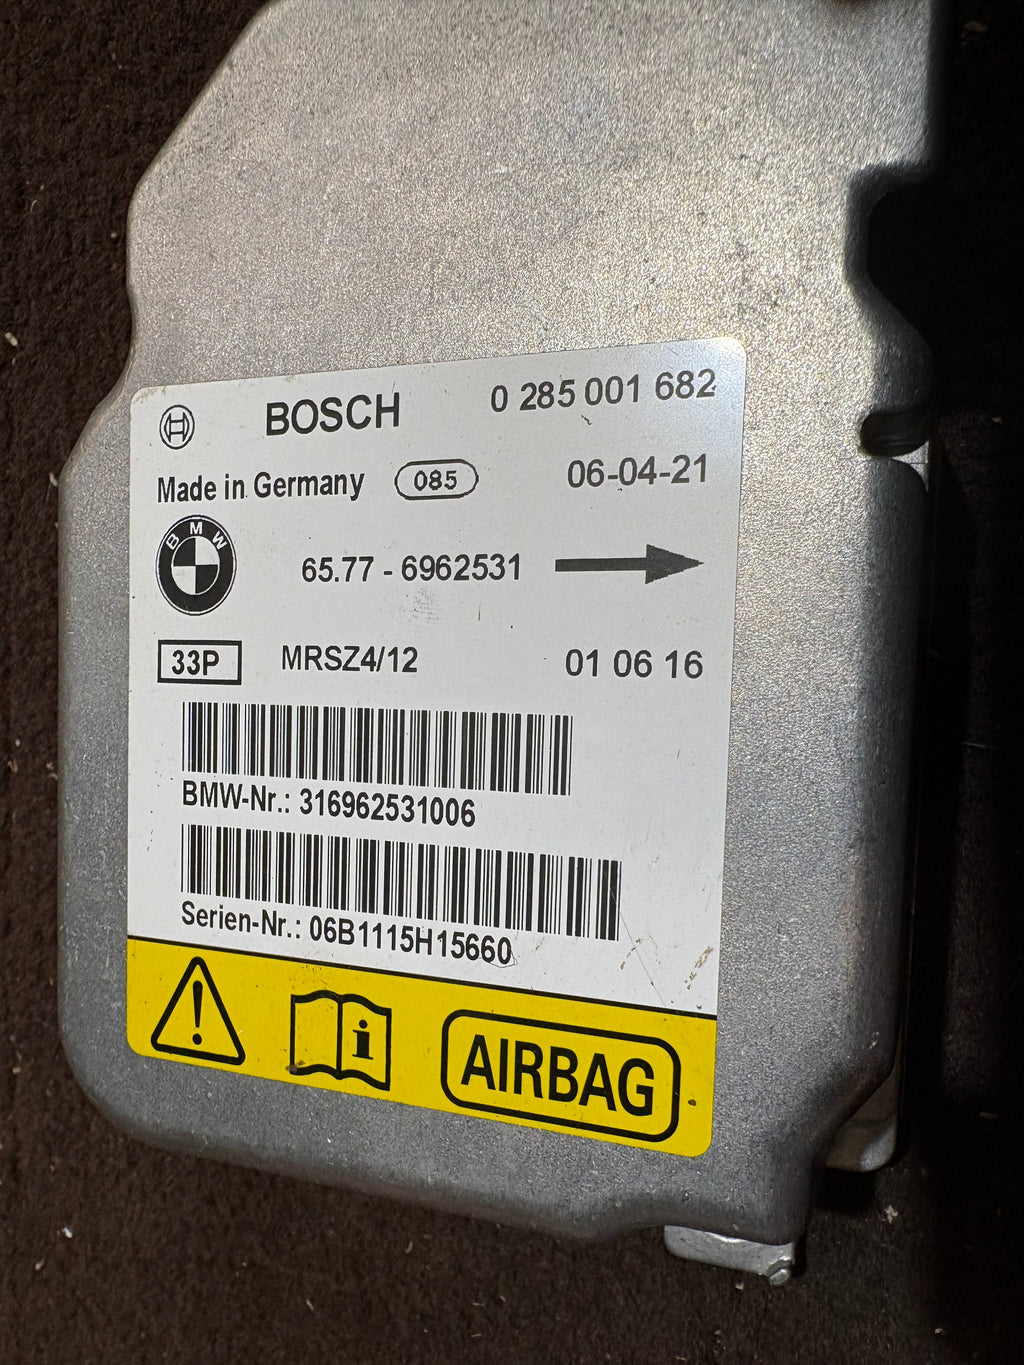 BOSCH 0 285 001 682
Made in Germany 085 06-04-21
BMW
65.77 - 6962531
33P MRSZ4/12 01 06 16
BMW-Nr.: 316962531006
Serien-Nr.: 06B1115H15660
! i AIRBAG